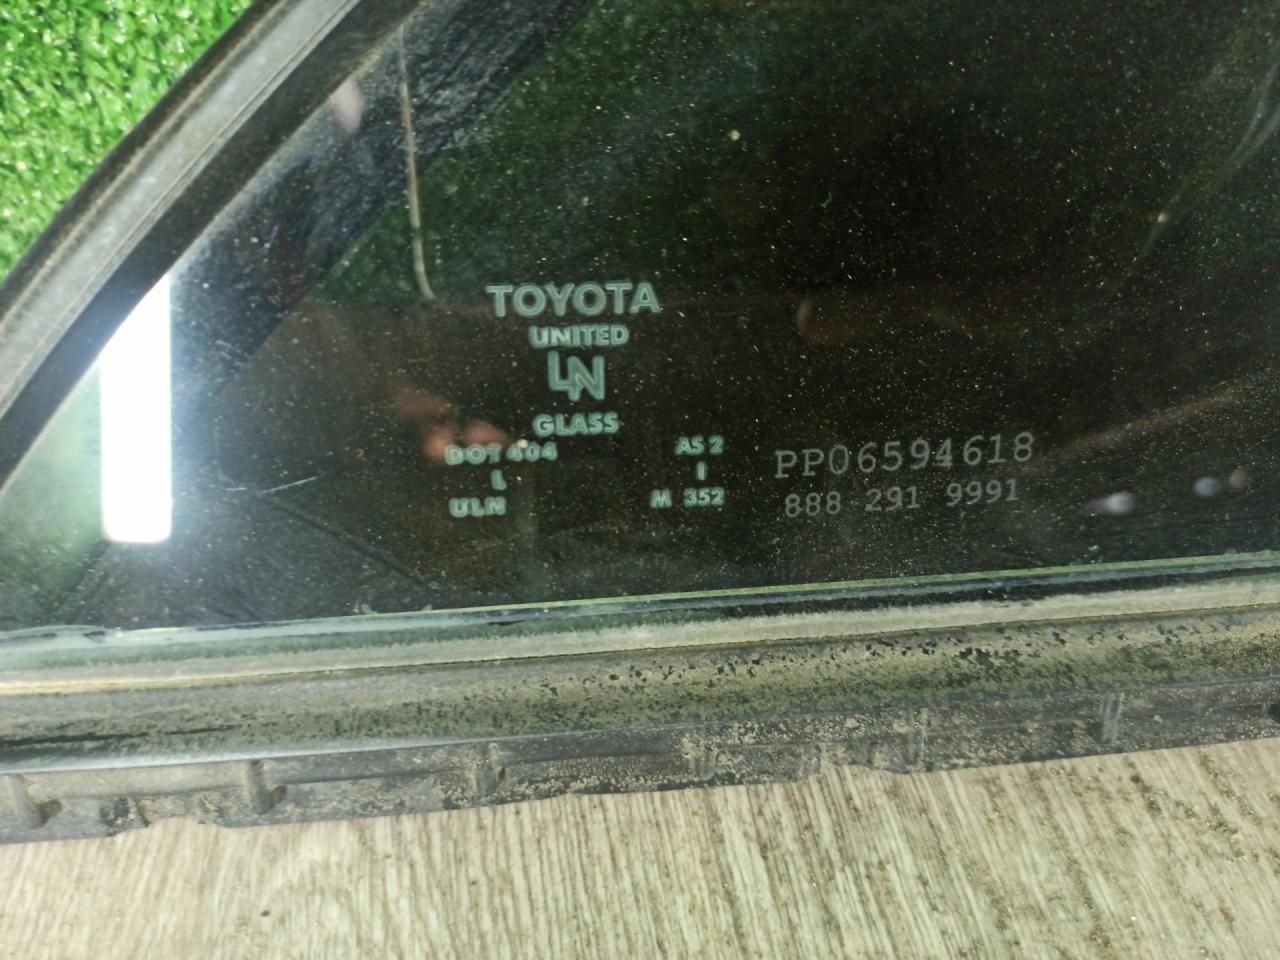 TOYOTA
UNITED
LN
GLASS
DOT 404 AS 2
L I
ULN M 352
PP06594618
888 291 9991